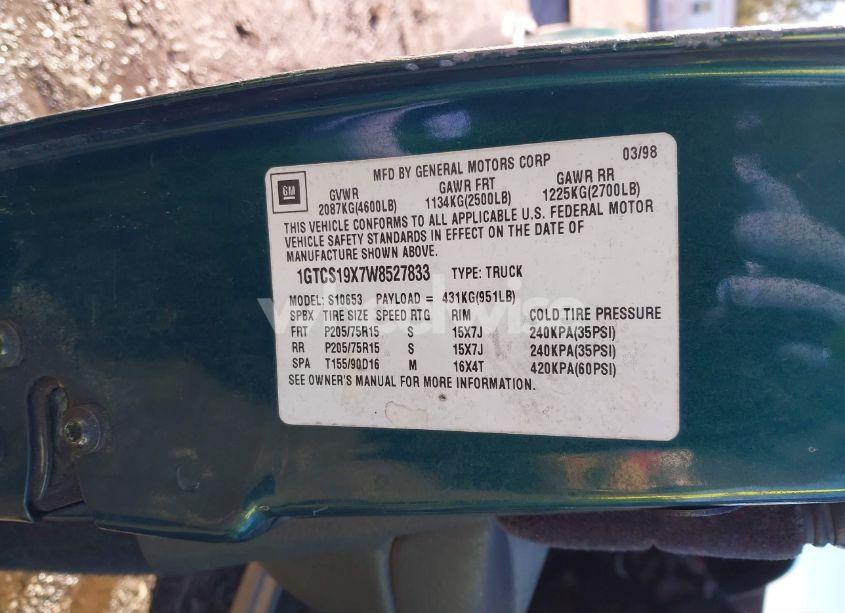 MFD BY GENERAL MOTORS CORP 03/98
GM
GVWR GAWR FRT GAWR RR
2087KG(4600LB) 1134KG(2500LB) 1225KG(2700LB)
THIS VEHICLE CONFORMS TO ALL APPLICABLE U.S. FEDERAL MOTOR
VEHICLE SAFETY STANDARDS IN EFFECT ON THE DATE OF
MANUFACTURE SHOWN ABOVE.
1GTCS19X7W8527833 TYPE: TRUCK
MODEL: S10653 PAYLOAD = 431KG(951LB)
SPBX TIRE SIZE SPEED RTG RIM COLD TIRE PRESSURE
FRT P205/75R15 S 15X7J 240KPA(35PSI)
RR P205/75R15 S 15X7J 240KPA(35PSI)
SPA T155/90D16 M 16X4T 420KPA(60PSI)
SEE OWNER'S MANUAL FOR MORE INFORMATION.